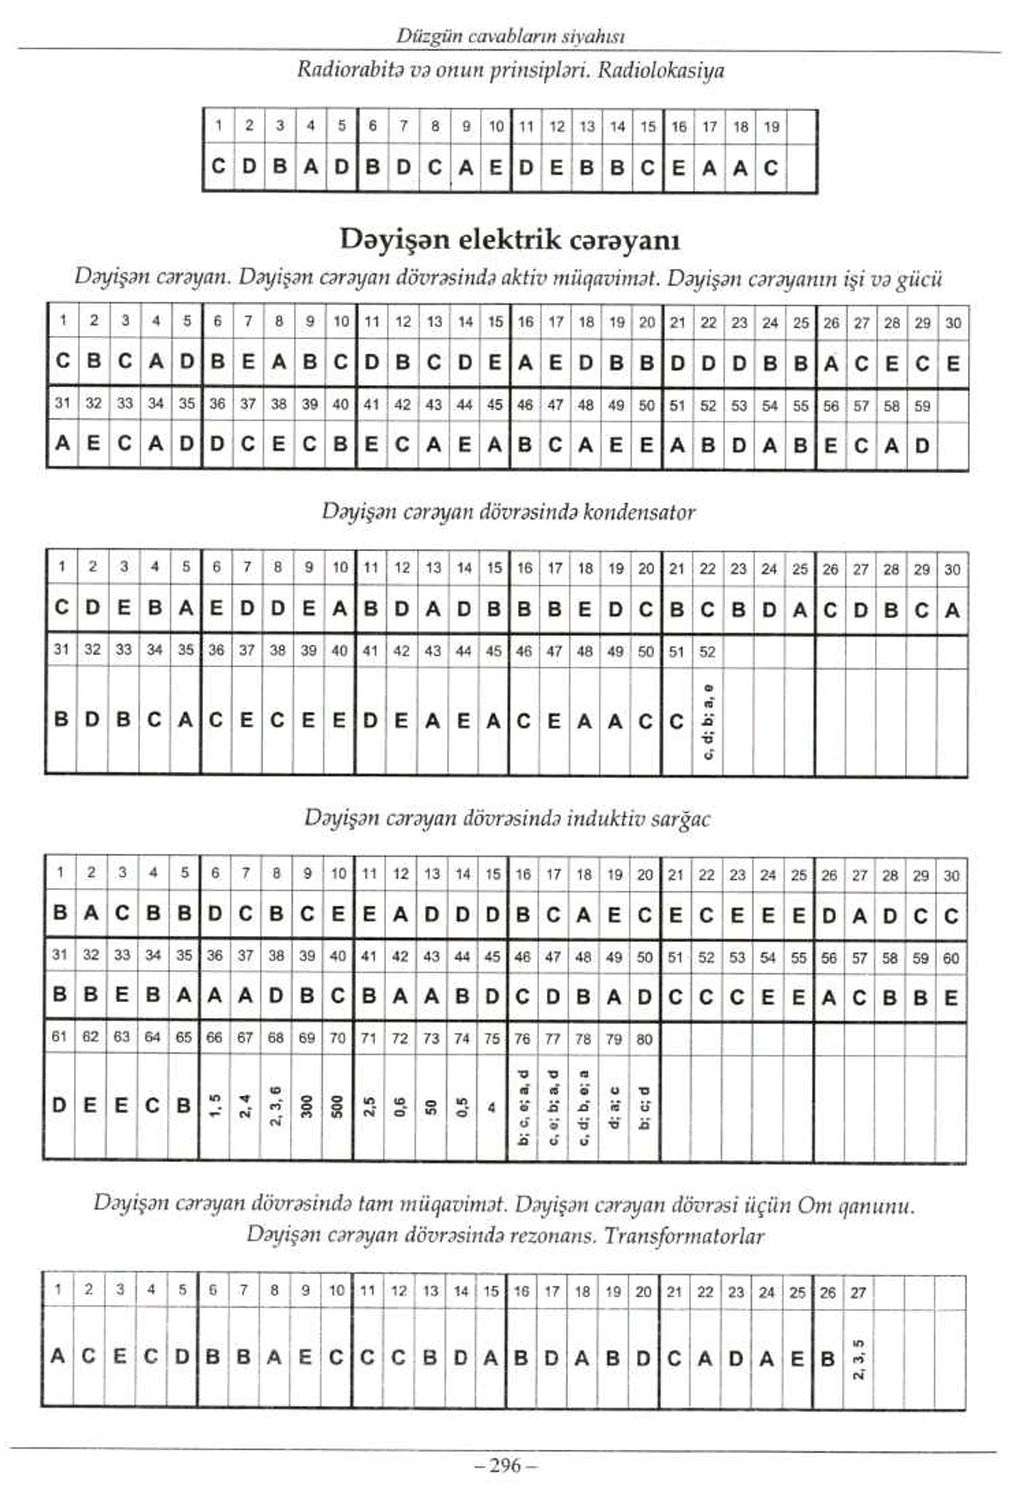 Düzgün cavabların siyahısı
Radiorabitə və onun prinsipləri. Radiolokasiya
1 2 3 4 5 6 7 8 9 10 11 12 13 14 15 16 17 18 19
C D B A D B D C A E D E B B C E A A C
Dəyişən elektrik cərəyanı
Dəyişən cərəyan. Dəyişən cərəyan dövrəsində aktiv müqavimət. Dəyişən cərəyanın işi və gücü
1 2 3 4 5 6 7 8 9 10 11 12 13 14 15 16 17 18 19 20 21 22 23 24 25 26 27 28 29 30
C B C A D B E A B C D B C D E A E D B B D D D B B A C E C E
31 32 33 34 35 36 37 38 39 40 41 42 43 44 45 46 47 48 49 50 51 52 53 54 55 56 57 58 59
A E C A D D C E C B E C A E A B C A E E A B D A B E C A D
Dəyişən cərəyan dövrəsində kondensator
1 2 3 4 5 6 7 8 9 10 11 12 13 14 15 16 17 18 19 20 21 22 23 24 25 26 27 28 29 30
C D E B A E D D E A B D A D B B B E D C B C B D A C D B C A
31 32 33 34 35 36 37 38 39 40 41 42 43 44 45 46 47 48 49 50 51 52
B D B C A C E C E E D E A E A C E A A C C c, d; b; a, e
Dəyişən cərəyan dövrəsində induktiv sarğac
1 2 3 4 5 6 7 8 9 10 11 12 13 14 15 16 17 18 19 20 21 22 23 24 25 26 27 28 29 30
B A C B B D C B C E E A D D D B C A E C E C E E E D A D C C
31 32 33 34 35 36 37 38 39 40 41 42 43 44 45 46 47 48 49 50 51 52 53 54 55 56 57 58 59 60
B B E B A A A D B C B A A B D C D B A D C C C E E A C B B E
61 62 63 64 65 66 67 68 69 70 71 72 73 74 75 76 77 78 79 80
D E E C B 1, 5 2, 4 2, 3, 6 300 500 2,5 0,6 50 0,5 4 b; c, e; a, d c, e; b; a, d c, d; b, e; a d; a; c b; c; d
Dəyişən cərəyan dövrəsində tam müqavimət. Dəyişən cərəyan dövrəsi üçün Om qanunu.
Dəyişən cərəyan dövrəsində rezonans. Transformatorlar
1 2 3 4 5 6 7 8 9 10 11 12 13 14 15 16 17 18 19 20 21 22 23 24 25 26 27
A C E C D B B A E C C C B D A B D A B D C A D A E B 2, 3, 5
– 296 –